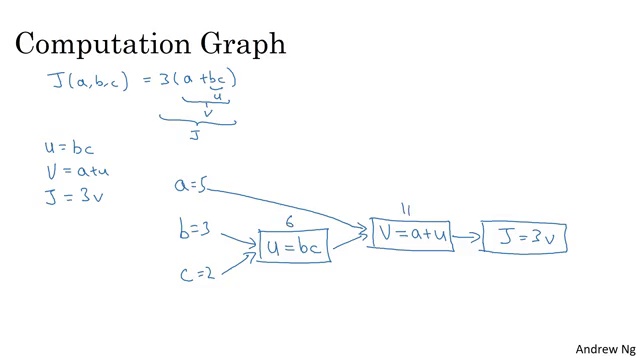 Computation Graph
J(a,b,c) = 3(a+bc)
u
v
J
u = bc
V = a+u
J = 3v
a=5
11
b=3
6
V = a+u
J = 3v
u = bc
c=2
Andrew Ng